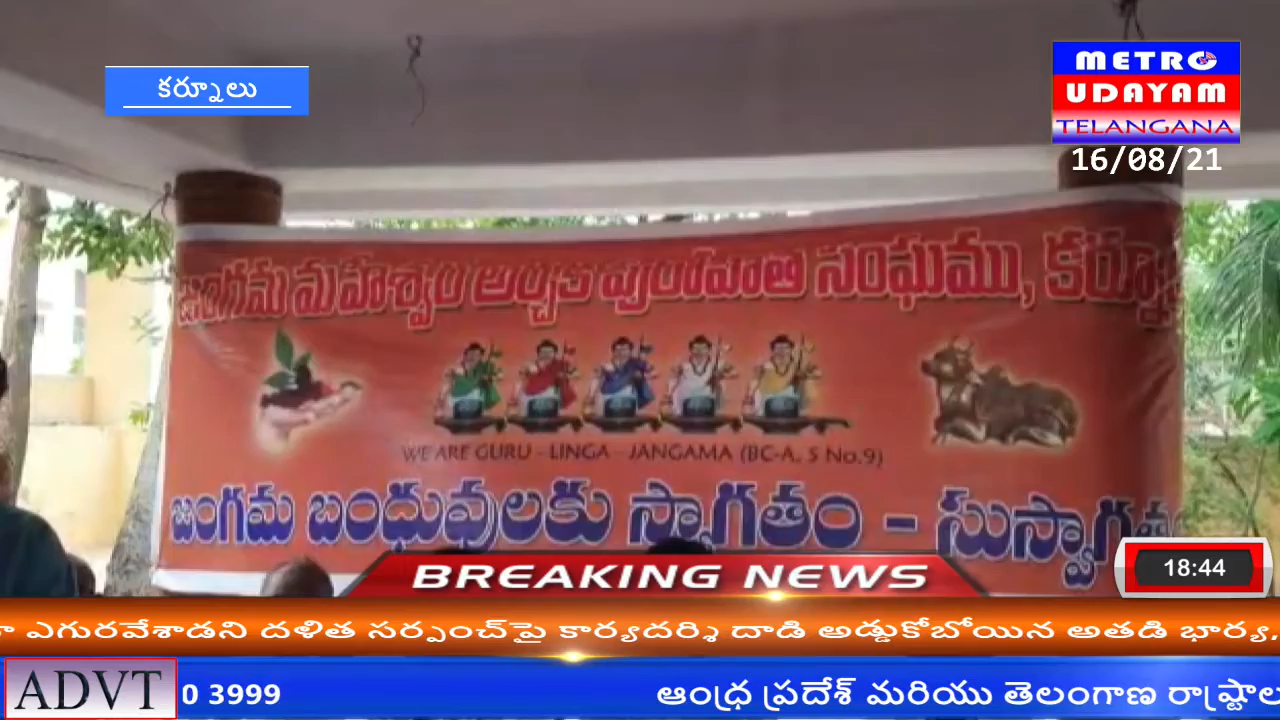 కర్నూలు
METRO
UDAYAM
TELANGANA
16/08/21
జంగమ మహేశ్వర అర్చక పురోహిత సంఘము, కర్నూ
WE ARE GURU - LINGA - JANGAMA (BC-A, S No.9)
జంగమ బంధువులకు స్వాగతం - సుస్వాగతం
BREAKING NEWS
18:44
ఎగురవేశాడని దళిత సర్పంచ్‌పై కార్యదర్శి దాడి అడ్డుకోబోయిన అతడి భార్య,
ADVT 0 3999 ఆంధ్ర ప్రదేశ్ మరియు తెలంగాణ రాష్ట్రాల